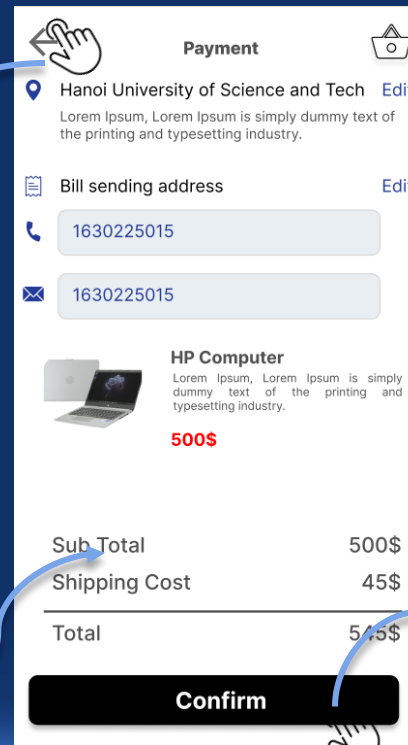 Payment
Hanoi University of Science and Tech Edit
Lorem Ipsum, Lorem Ipsum is simply dummy text of
the printing and typesetting industry.
Bill sending address Edit
1630225015
1630225015
HP Computer
Lorem Ipsum, Lorem Ipsum is simply
dummy text of the printing and
typesetting industry.
500$
Sub Total 500$
Shipping Cost 45$
Total 545$
Confirm